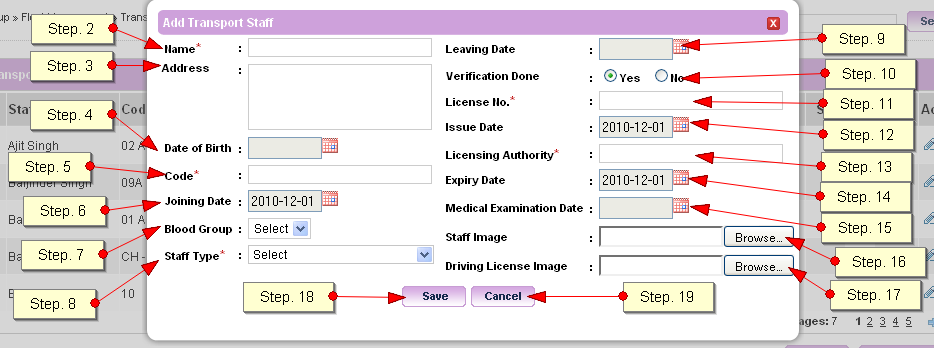 up » Fl
» Trans
Se
Add Transport Staff
X
Step. 2
Name* :
Step. 3
Address :
Step. 4
Date of Birth :
Step. 5
Code* :
Step. 6
Joining Date : 2010-12-01
Step. 7
Blood Group : Select
Step. 8
Staff Type* : Select
Leaving Date :
Step. 9
Verification Done : Yes No
Step. 10
License No.* :
Step. 11
Issue Date : 2010-12-01
Step. 12
Licensing Authority* :
Step. 13
Expiry Date : 2010-12-01
Step. 14
Medical Examination Date :
Step. 15
Staff Image : Browse...
Step. 16
Driving License Image : Browse...
Step. 17
Step. 18
Save
Cancel
Step. 19
ranspo
Sta
Cod
Ac
Ajit Singh
02 A
Baljinder Singh
09A
Ba
01 A
Ba
CH -
B
10
ages: 7 1 2 3 4 5